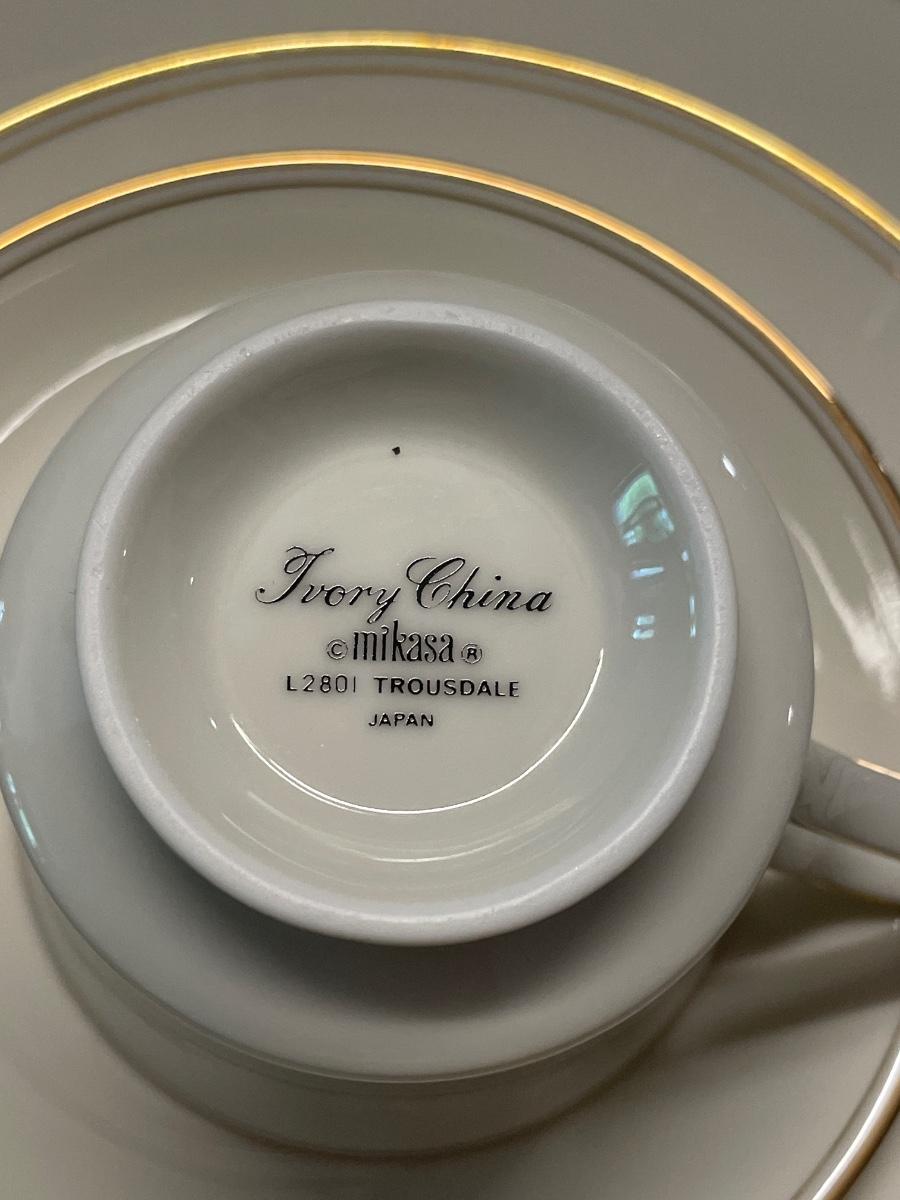 Ivory China
©mikasa®
L2801 TROUSDALE
JAPAN